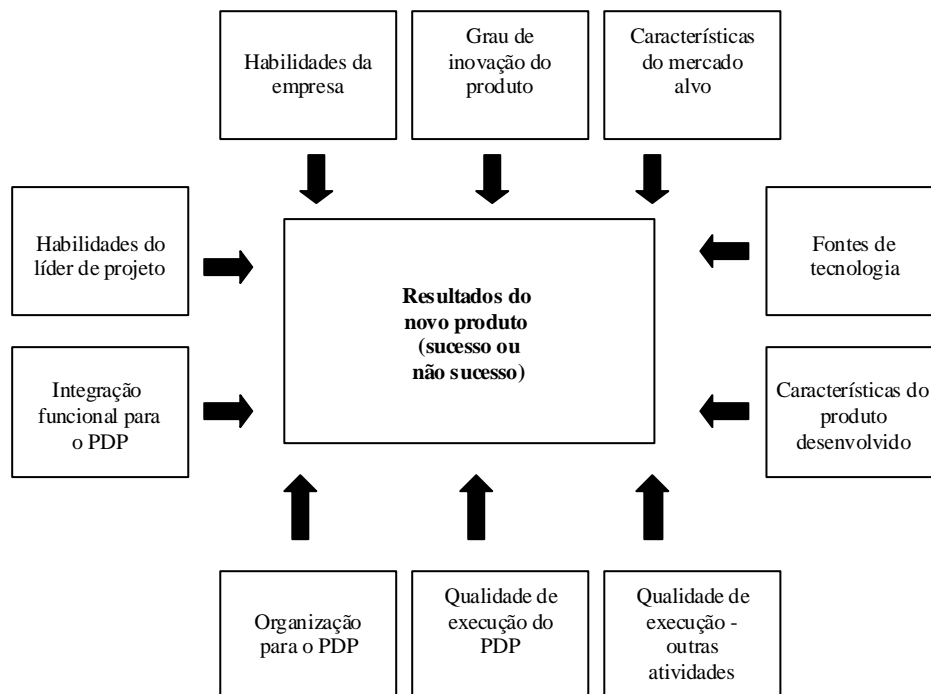 Habilidades da
empresa
Grau de
inovação do
produto
Características
do mercado
alvo
Habilidades do
líder de projeto
Fontes de
tecnologia
Resultados do
novo produto
(sucesso ou
não sucesso)
Integração
funcional para
o PDP
Características do
produto
desenvolvido
Organização
para o PDP
Qualidade de
execução do
PDP
Qualidade de
execução -
outras
atividades